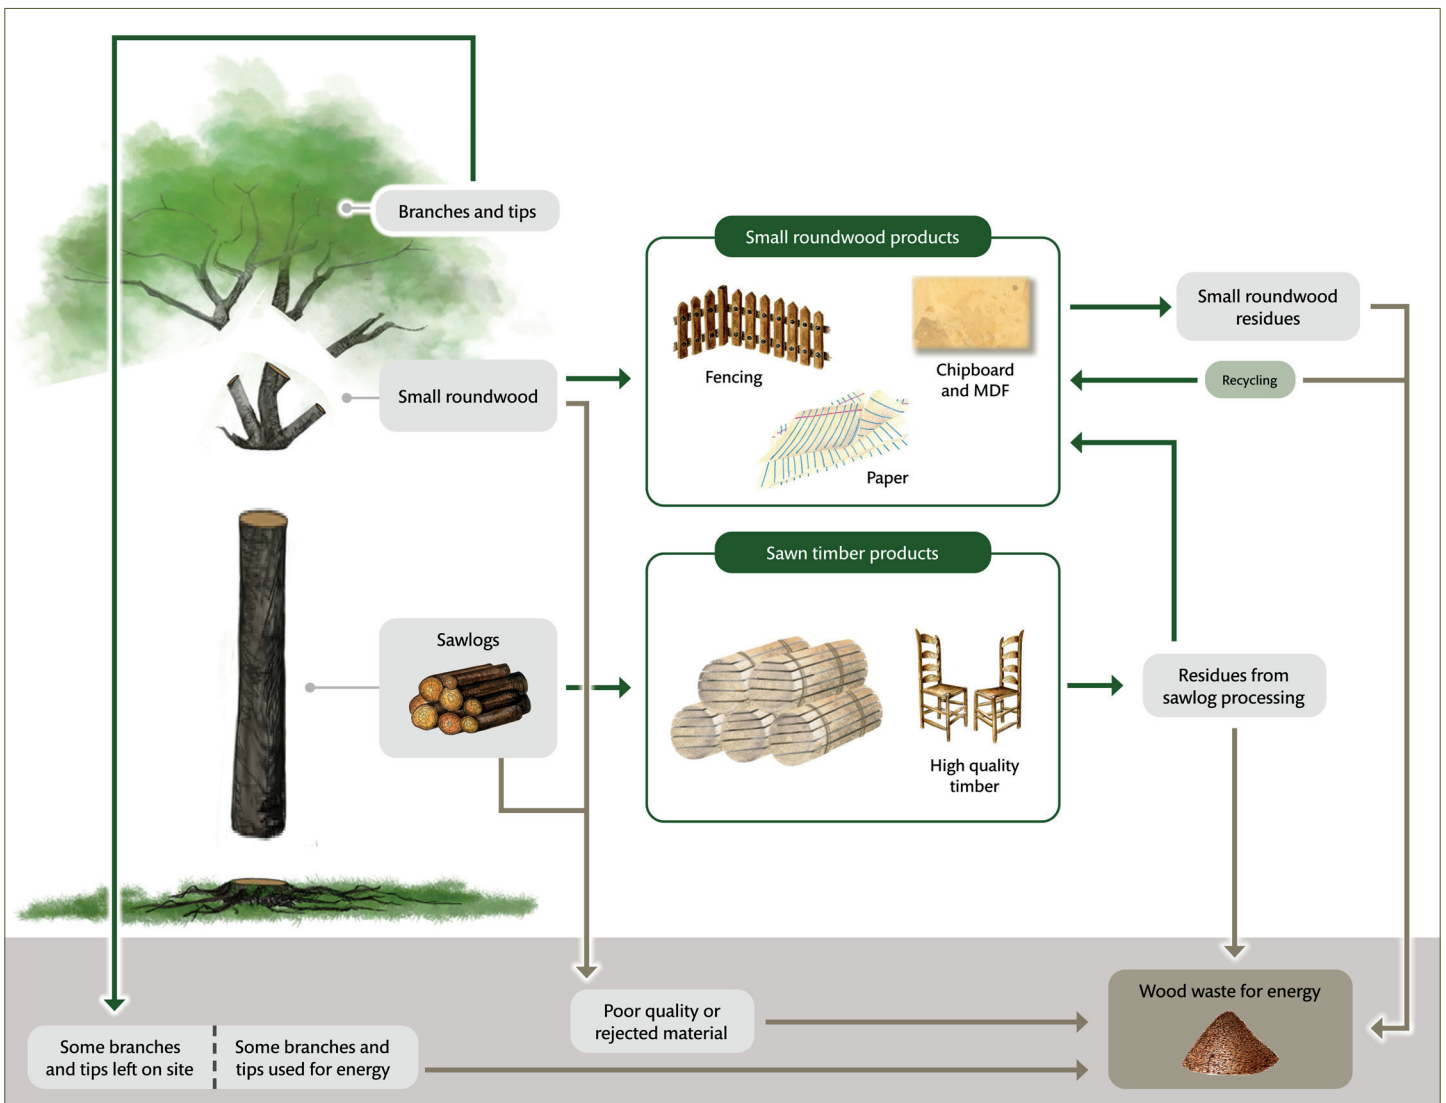 Branches and tips
Small roundwood products
Fencing
Chipboard
and MDF
Paper
Small roundwood
residues
Recycling
Small roundwood
Sawn timber products
Sawlogs
High quality
timber
Residues from
sawlog processing
Poor quality or
rejected material
Wood waste for energy
Some branches
and tips left on site
Some branches and
tips used for energy